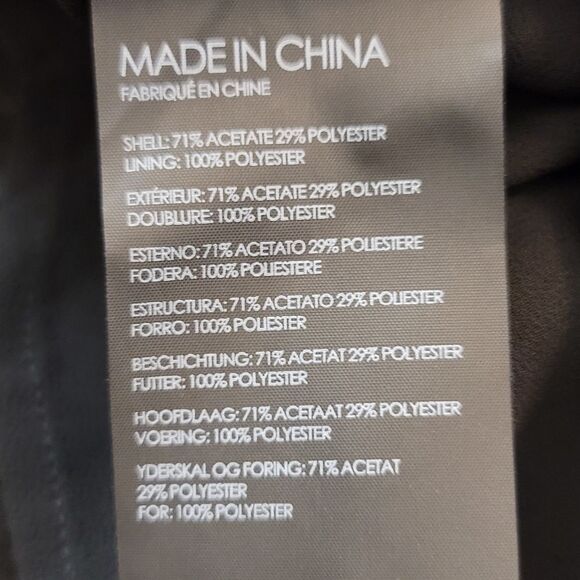 MADE IN CHINA
FABRIQUÉ EN CHINE
SHELL: 71% ACETATE 29% POLYESTER
LINING: 100% POLYESTER
EXTÉRIEUR: 71% ACETATE 29% POLYESTER
DOUBLURE: 100% POLYESTER
ESTERNO: 71% ACETATO 29% POLIESTERE
FODERA: 100% POLIESTERE
ESTRUCTURA: 71% ACETATO 29% POLIESTER
FORRO: 100% POLIESTER
BESCHICHTUNG: 71% ACETAT 29% POLYESTER
FUTTER: 100% POLYESTER
HOOFDLAAG: 71% ACETAAT 29% POLYESTER
VOERING: 100% POLYESTER
YDERSKAL OG FORING: 71% ACETAT
29% POLYESTER
FOR: 100% POLYESTER